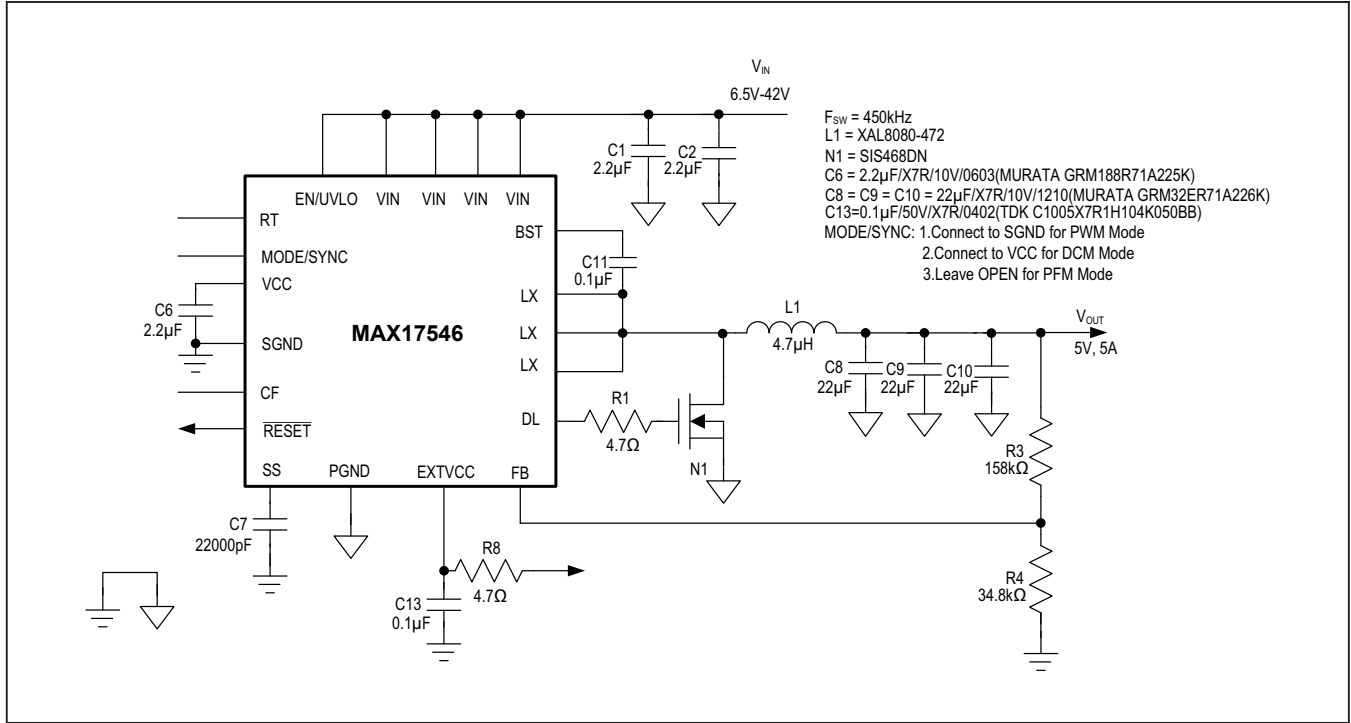 VIN
6.5V-42V
FSW = 450kHz
L1 = XAL8080-472
N1 = SIS468DN
C6 = 2.2µF/X7R/10V/0603(MURATA GRM188R71A225K)
C8 = C9 = C10 = 22µF/X7R/10V/1210(MURATA GRM32ER71A226K)
C13=0.1µF/50V/X7R/0402(TDK C1005X7R1H104K050BB)
MODE/SYNC: 1.Connect to SGND for PWM Mode
2.Connect to VCC for DCM Mode
3.Leave OPEN for PFM Mode
C1
2.2µF
C2
2.2µF
EN/UVLO VIN VIN VIN VIN
RT
MODE/SYNC
VCC
SGND
CF
RESET
MAX17546
BST
LX
LX
LX
DL
SS PGND EXTVCC FB
C6
2.2µF
C11
0.1µF
L1
4.7µH
VOUT
5V, 5A
C8
22µF
C9
22µF
C10
22µF
R1
4.7Ω
N1
R3
158kΩ
C7
22000pF
R8
4.7Ω
C13
0.1µF
R4
34.8kΩ